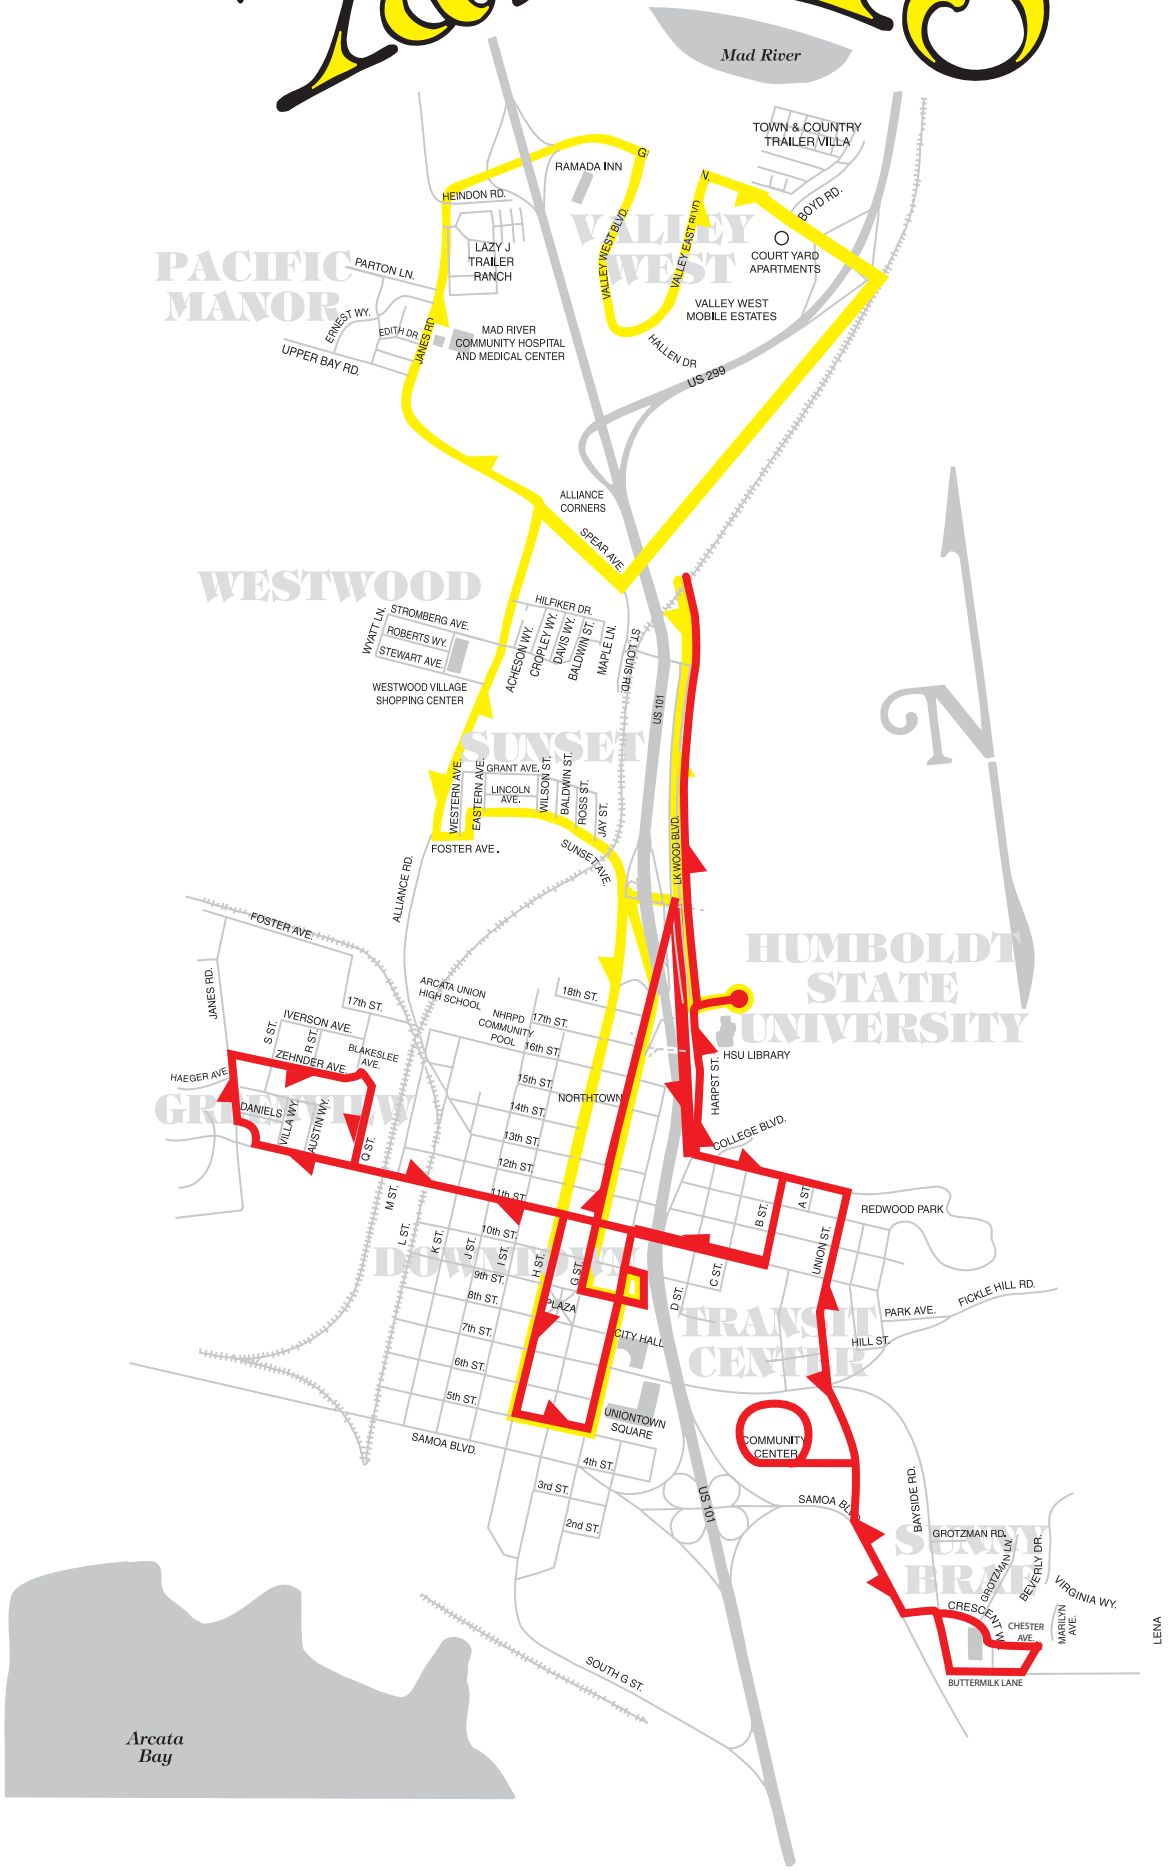 Mad River
TOWN & COUNTRY
TRAILER VILLA
G
RAMADA INN
N.
HEINDON RD.
BOYD RD.
VALLEY
WEST
VALLEY WEST BLVD.
VALLEY EAST BLVD
LAZY J
TRAILER
RANCH
COURT YARD
APARTMENTS
PACIFIC
MANOR
PARTON LN.
ERNEST WY.
EDITH DR.
JANES RD
UPPER BAY RD.
MAD RIVER
COMMUNITY HOSPITAL
AND MEDICAL CENTER
VALLEY WEST
MOBILE ESTATES
HALLEN DR
US 299
ALLIANCE
CORNERS
SPEAR AVE.
WESTWOOD
HILFIKER DR.
STROMBERG AVE.
WYATT LN.
ROBERTS WY.
STEWART AVE.
ACHESON WY.
CROPLEY WY.
DAVIS WY.
BALDWIN ST.
MAPLE LN.
ST. LOUIS RD.
WESTWOOD VILLAGE
SHOPPING CENTER
US 101
N
SUNSET
GRANT AVE.
LINCOLN
AVE.
WESTERN AVE.
EASTERN AVE.
WILSON ST.
BALDWIN ST.
ROSS ST.
JAY ST.
FOSTER AVE.
SUNSET AVE.
LK WOOD BLVD.
ALLIANCE RD.
FOSTER AVE.
HUMBOLDT
STATE
UNIVERSITY
JANES RD.
ARCATA UNION
HIGH SCHOOL
18th ST.
17th ST.
NHRPD
COMMUNITY
POOL
17th ST.
16th ST.
IVERSON AVE.
S ST.
R ST.
ZEHNDER AVE.
BLAKESLEE
AVE.
HSU LIBRARY
HARPST ST.
HAEGER AVE.
15th ST.
NORTHTOWN
14th ST.
GREENVIEW
DANIELS
VILLA WY.
AUSTIN WY.
Q ST.
13th ST.
COLLEGE BLVD.
12th ST.
11th ST.
M ST.
L ST.
K ST.
J ST.
I ST.
H ST.
G ST.
10th ST.
B ST.
A ST.
REDWOOD PARK
UNION ST.
DOWNTOWN
9th ST.
C ST.
D ST.
8th ST.
PLAZA
7th ST.
CITY HALL
TRANSIT
CENTER
FICKLE HILL RD.
PARK AVE.
HILL ST.
6th ST.
5th ST.
UNIONTOWN
SQUARE
SAMOA BLVD.
4th ST.
COMMUNITY
CENTER
3rd ST.
2nd ST.
US 101
SAMOA BLVD.
BAYSIDE RD.
SUNNY
BRAE
GROTZMAN RD.
GROTZMAN LN.
BEVERLY DR.
VIRGINIA WY.
CRESCENT WY.
CHESTER
AVE.
MARILYN
AVE.
LENA
BUTTERMILK LANE
SOUTH G ST.
Arcata
Bay